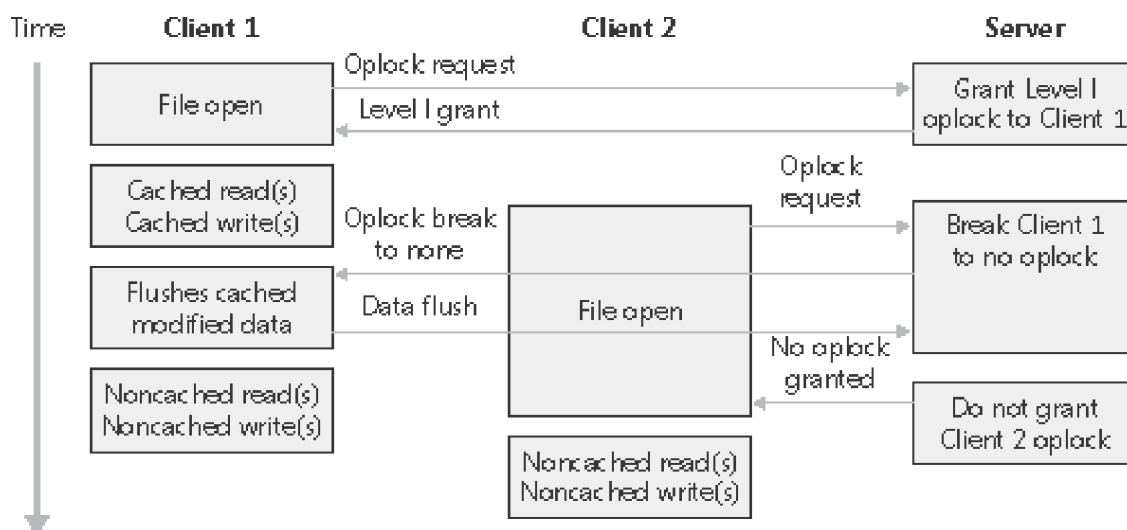 Time
Client 1
Client 2
Server
File open
Oplock request
Level I grant
Grant Level I
oplock to Client 1
Cached read(s)
Cached write(s)
Oplock break
to none
Oplock
request
Break Client 1
to no oplock
Flushes cached
modified data
Data flush
File open
No oplock
granted
Noncached read(s)
Noncached write(s)
Do not grant
Client 2 oplock
Noncached read(s)
Noncached write(s)